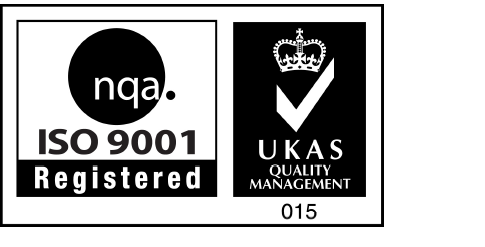 nqa.
ISO 9001
Registered
UKAS
QUALITY
MANAGEMENT
015